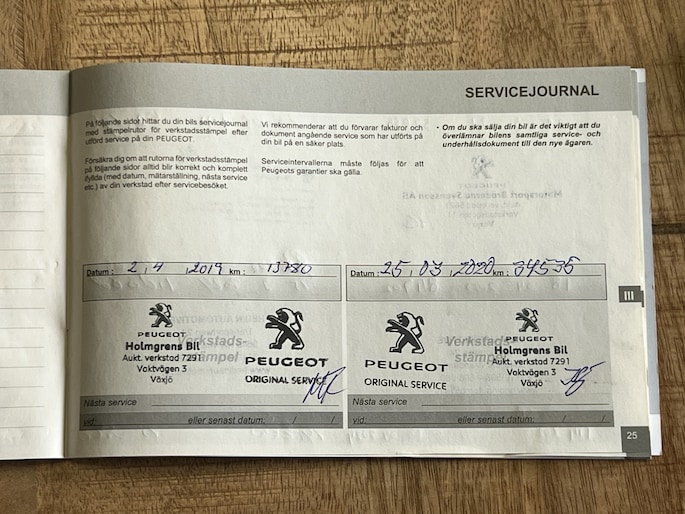 SERVICEJOURNAL
På följande sidor hittar du din bils servicejournal
med stämpelrutor för verkstadsstämpel efter
utförd service på din PEUGEOT.
Försäkra dig om att rutorna för verkstadsstämpel
på följande sidor alltid blir korrekt och komplett
ifyllda (med datum, mätarställning, nästa service
etc.) av din verkstad efter servicebesöket.
Vi rekommenderar att du förvarar fakturor och
dokument angående service som har utförts på
din bil på en säker plats.
Serviceintervallerna måste följas för att
Peugeots garantier ska gälla.
• Om du ska sälja din bil är det viktigt att du
överlämnar bilens samtliga service- och
underhållsdokument till den nye ägaren.
Datum : 2 / 4 / 2019 km : 13780
Verkstads-
stämpel
PEUGEOT
Holmgrens Bil
Aukt. verkstad 7291
Vaktvägen 3
Växjö
PEUGEOT
ORIGINAL SERVICE
Nästa service
vid. eller senast datum: / /
Datum : 25 / 03 / 2020 km : 34535
Verkstads-
stämpel
PEUGEOT
ORIGINAL SERVICE
PEUGEOT
Holmgrens Bil
Aukt. verkstad 7291
Vaktvägen 3
Växjö
Nästa service
vid. eller senast datum: / /
III
25